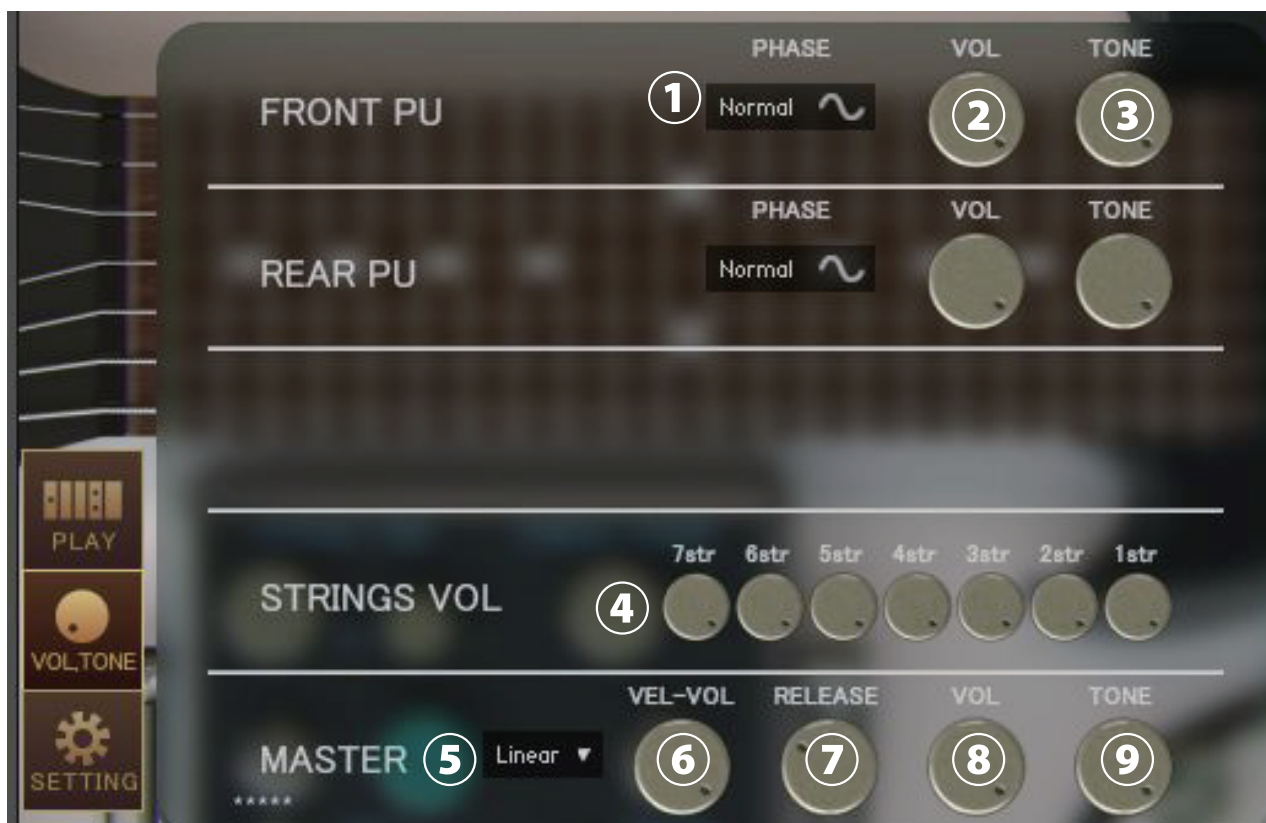 PHASE VOL TONE
FRONT PU 1 Normal 2 3
PHASE VOL TONE
REAR PU Normal
PLAY
7str 6str 5str 4str 3str 2str 1str
STRINGS VOL 4
VOL,TONE
VEL-VOL RELEASE VOL TONE
MASTER 5 Linear ▼ 6 7 8 9
SETTING
*****